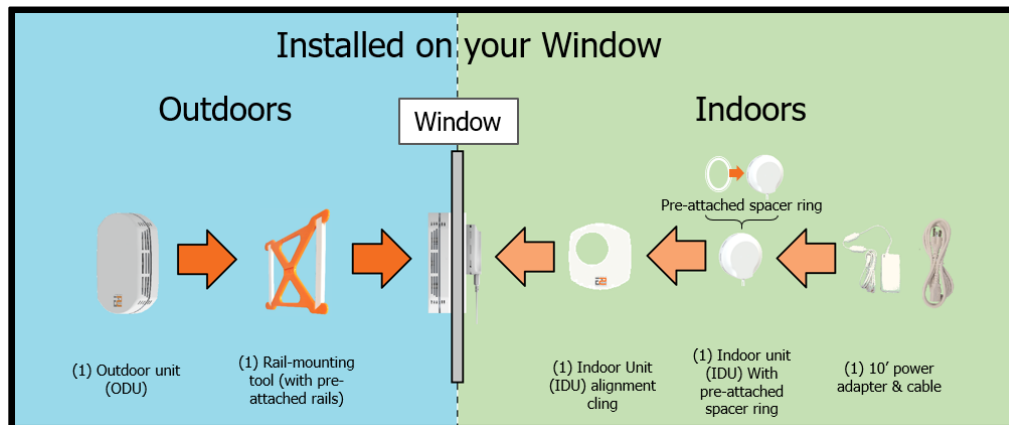 Installed on your Window
Outdoors
Window
Indoors
Pre-attached spacer ring
(1) Outdoor unit
(ODU)
(1) Rail-mounting
tool (with pre-
attached rails)
(1) Indoor Unit
(IDU) alignment
cling
(1) Indoor unit
(IDU) With
pre-attached
spacer ring
(1) 10’ power
adapter & cable